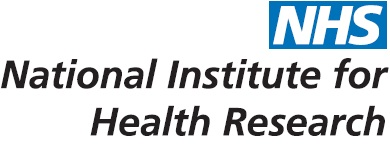 NHS
National Institute for
Health Research